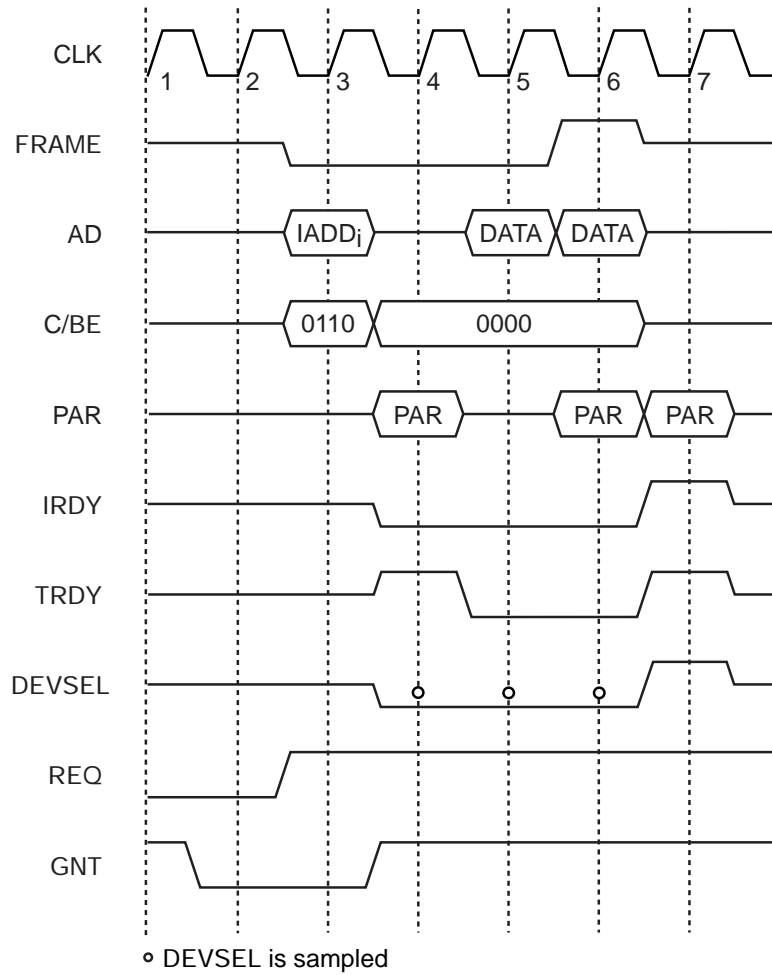 CLK
1 2 3 4 5 6 7
FRAME
AD IADDi DATA DATA
C/BE 0110 0000
PAR PAR PAR PAR
IRDY
TRDY
DEVSEL
REQ
GNT
DEVSEL is sampled